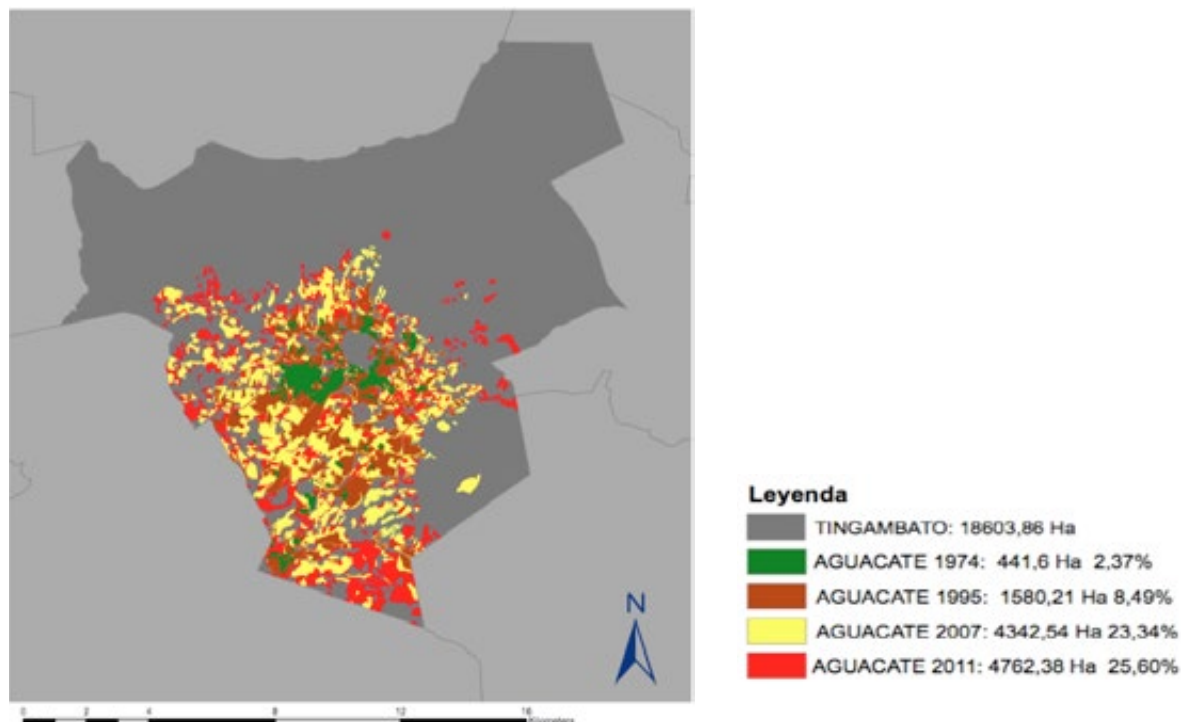 N
0 2 4 8 12 16
Kilometers
Leyenda
TINGAMBATO: 18603,86 Ha
AGUACATE 1974: 441,6 Ha 2,37%
AGUACATE 1995: 1580,21 Ha 8,49%
AGUACATE 2007: 4342,54 Ha 23,34%
AGUACATE 2011: 4762,38 Ha 25,60%